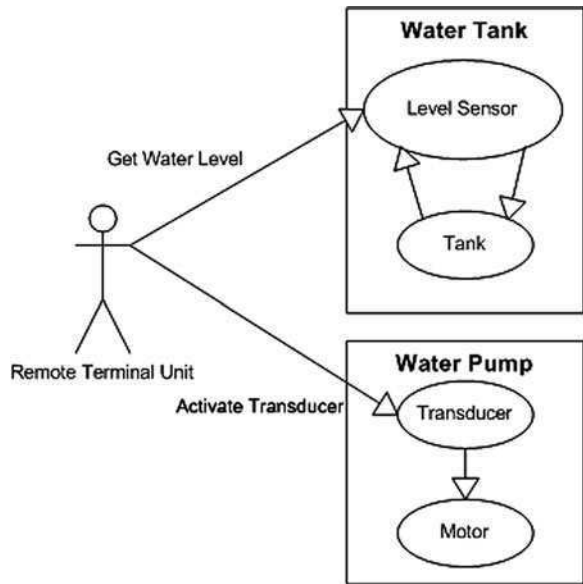 Water Tank
Level Sensor
Get Water Level
Tank
Remote Terminal Unit
Water Pump
Activate Transducer
Transducer
Motor